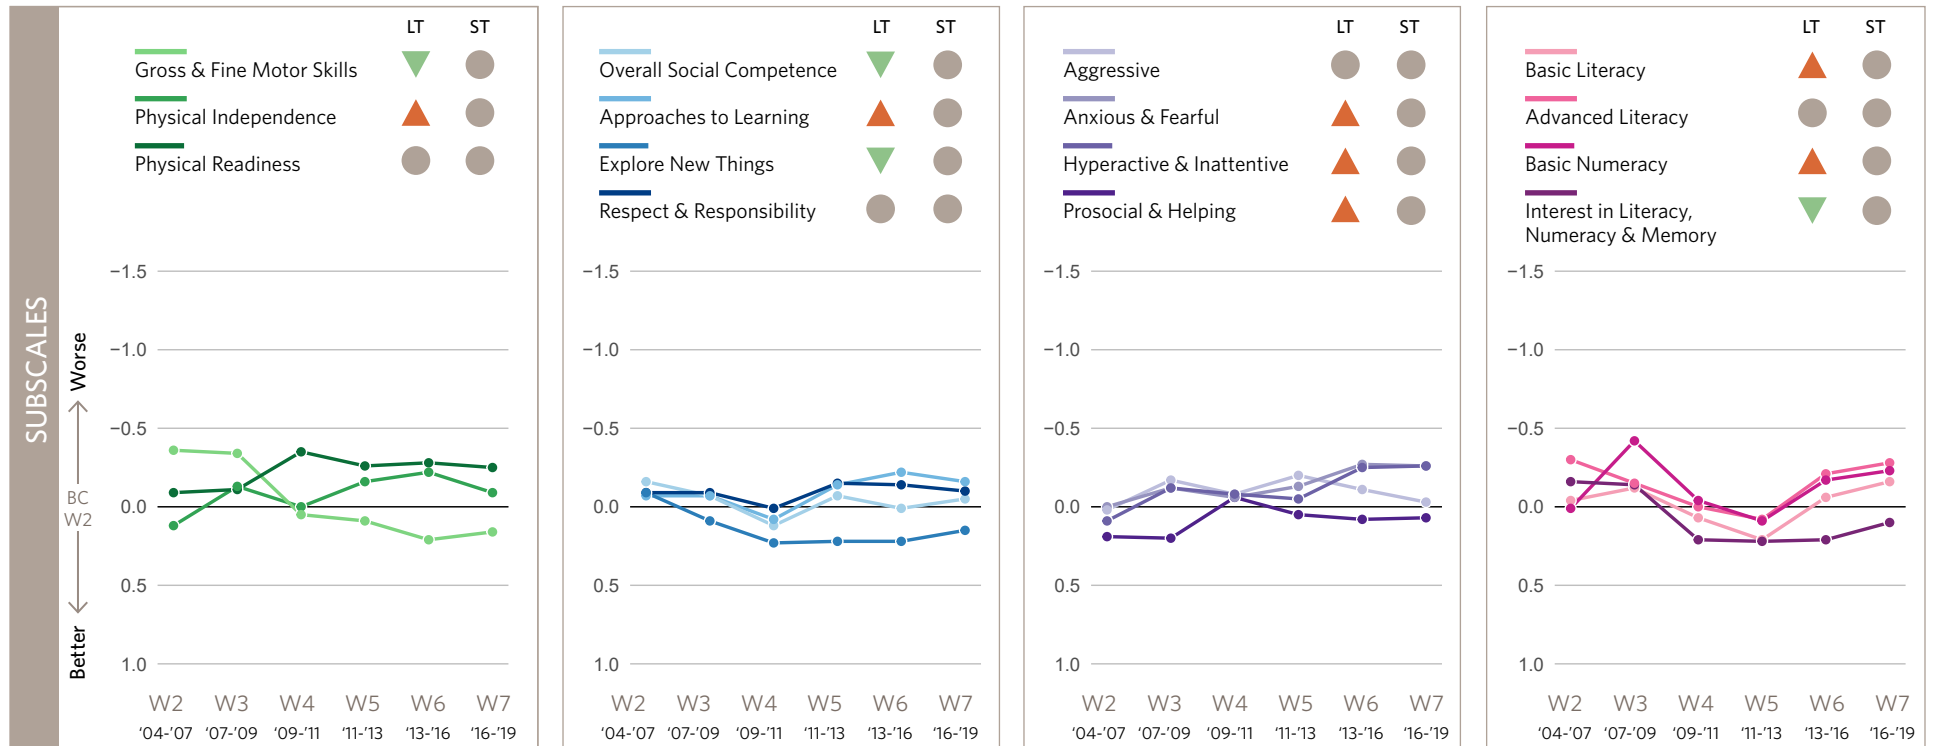 SUBSCALES
Worse
BC
W2
Better
LT ST
Gross & Fine Motor Skills
Physical Independence
Physical Readiness
−1.5
−1.0
−0.5
0.0
0.5
1.0
W2 W3 W4 W5 W6 W7
‘04-’07 ‘07-’09 ‘09-’11 ‘11-’13 ‘13-’16 ‘16-’19
LT ST
Overall Social Competence
Approaches to Learning
Explore New Things
Respect & Responsibility
−1.5
−1.0
−0.5
0.0
0.5
1.0
W2 W3 W4 W5 W6 W7
‘04-’07 ‘07-’09 ‘09-’11 ‘11-’13 ‘13-’16 ‘16-’19
LT ST
Aggressive
Anxious & Fearful
Hyperactive & Inattentive
Prosocial & Helping
−1.5
−1.0
−0.5
0.0
0.5
1.0
W2 W3 W4 W5 W6 W7
‘04-’07 ‘07-’09 ‘09-’11 ‘11-’13 ‘13-’16 ‘16-’19
LT ST
Basic Literacy
Advanced Literacy
Basic Numeracy
Interest in Literacy,
Numeracy & Memory
−1.5
−1.0
−0.5
0.0
0.5
1.0
W2 W3 W4 W5 W6 W7
‘04-’07 ‘07-’09 ‘09-’11 ‘11-’13 ‘13-’16 ‘16-’19